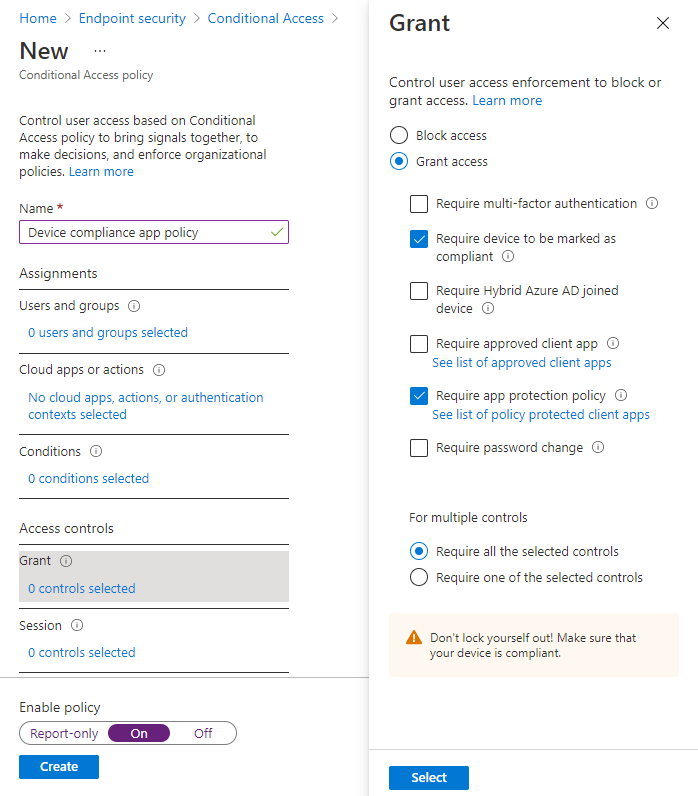 Home > Endpoint security > Conditional Access >
New ...
Conditional Access policy
Control user access based on Conditional
Access policy to bring signals together, to
make decisions, and enforce organizational
policies. Learn more
Name *
Device compliance app policy
Assignments
Users and groups
0 users and groups selected
Cloud apps or actions
No cloud apps, actions, or authentication
contexts selected
Conditions
0 conditions selected
Access controls
Grant
0 controls selected
Session
0 controls selected
Enable policy
Report-only On Off
Create
Grant
Control user access enforcement to block or
grant access. Learn more
Block access
Grant access
Require multi-factor authentication
Require device to be marked as
compliant
Require Hybrid Azure AD joined
device
Require approved client app
See list of approved client apps
Require app protection policy
See list of policy protected client apps
Require password change
For multiple controls
Require all the selected controls
Require one of the selected controls
Don't lock yourself out! Make sure that
your device is compliant.
Select